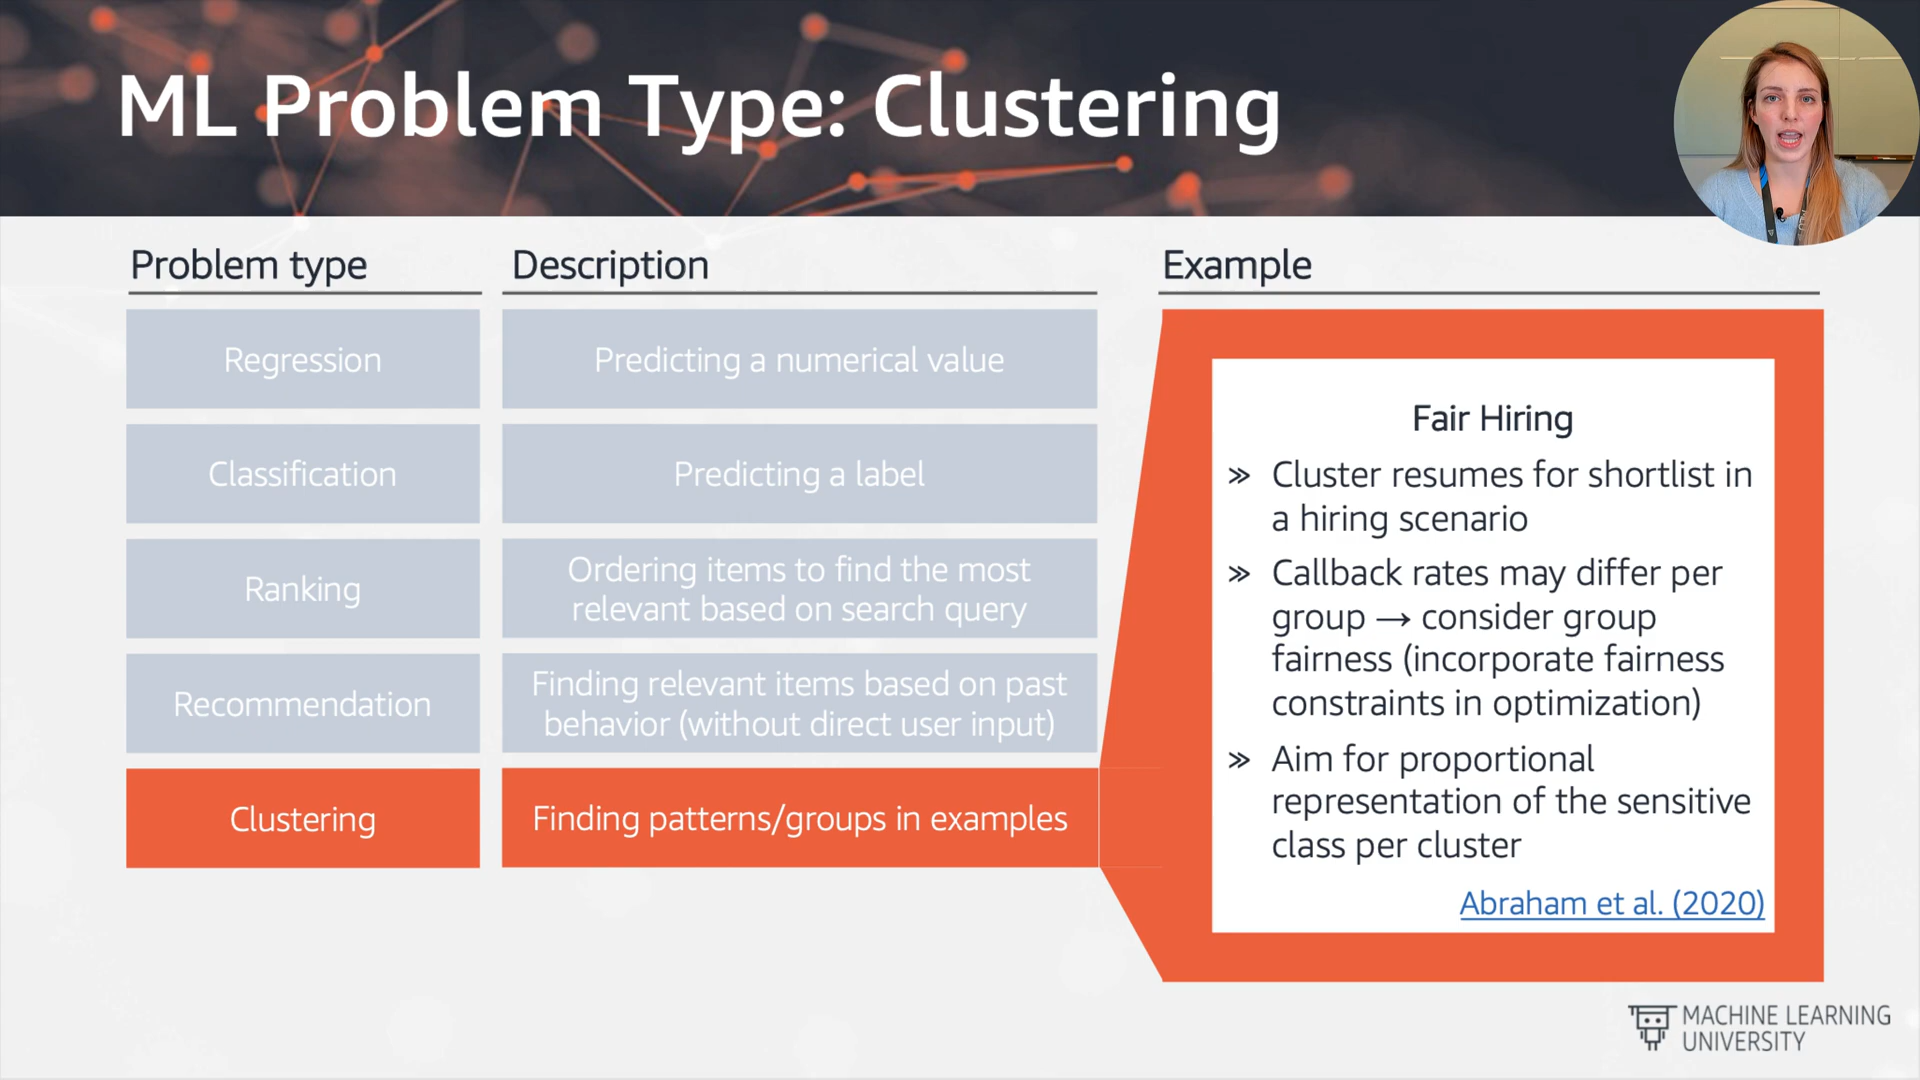 ML Problem Type: Clustering
Problem type
Description
Example
Regression
Predicting a numerical value
Classification
Predicting a label
Ranking
Ordering items to find the most
relevant based on search query
Recommendation
Finding relevant items based on past
behavior (without direct user input)
Clustering
Finding patterns/groups in examples
Fair Hiring
» Cluster resumes for shortlist in
a hiring scenario
» Callback rates may differ per
group → consider group
fairness (incorporate fairness
constraints in optimization)
» Aim for proportional
representation of the sensitive
class per cluster
Abraham et al. (2020)
MACHINE LEARNING
UNIVERSITY